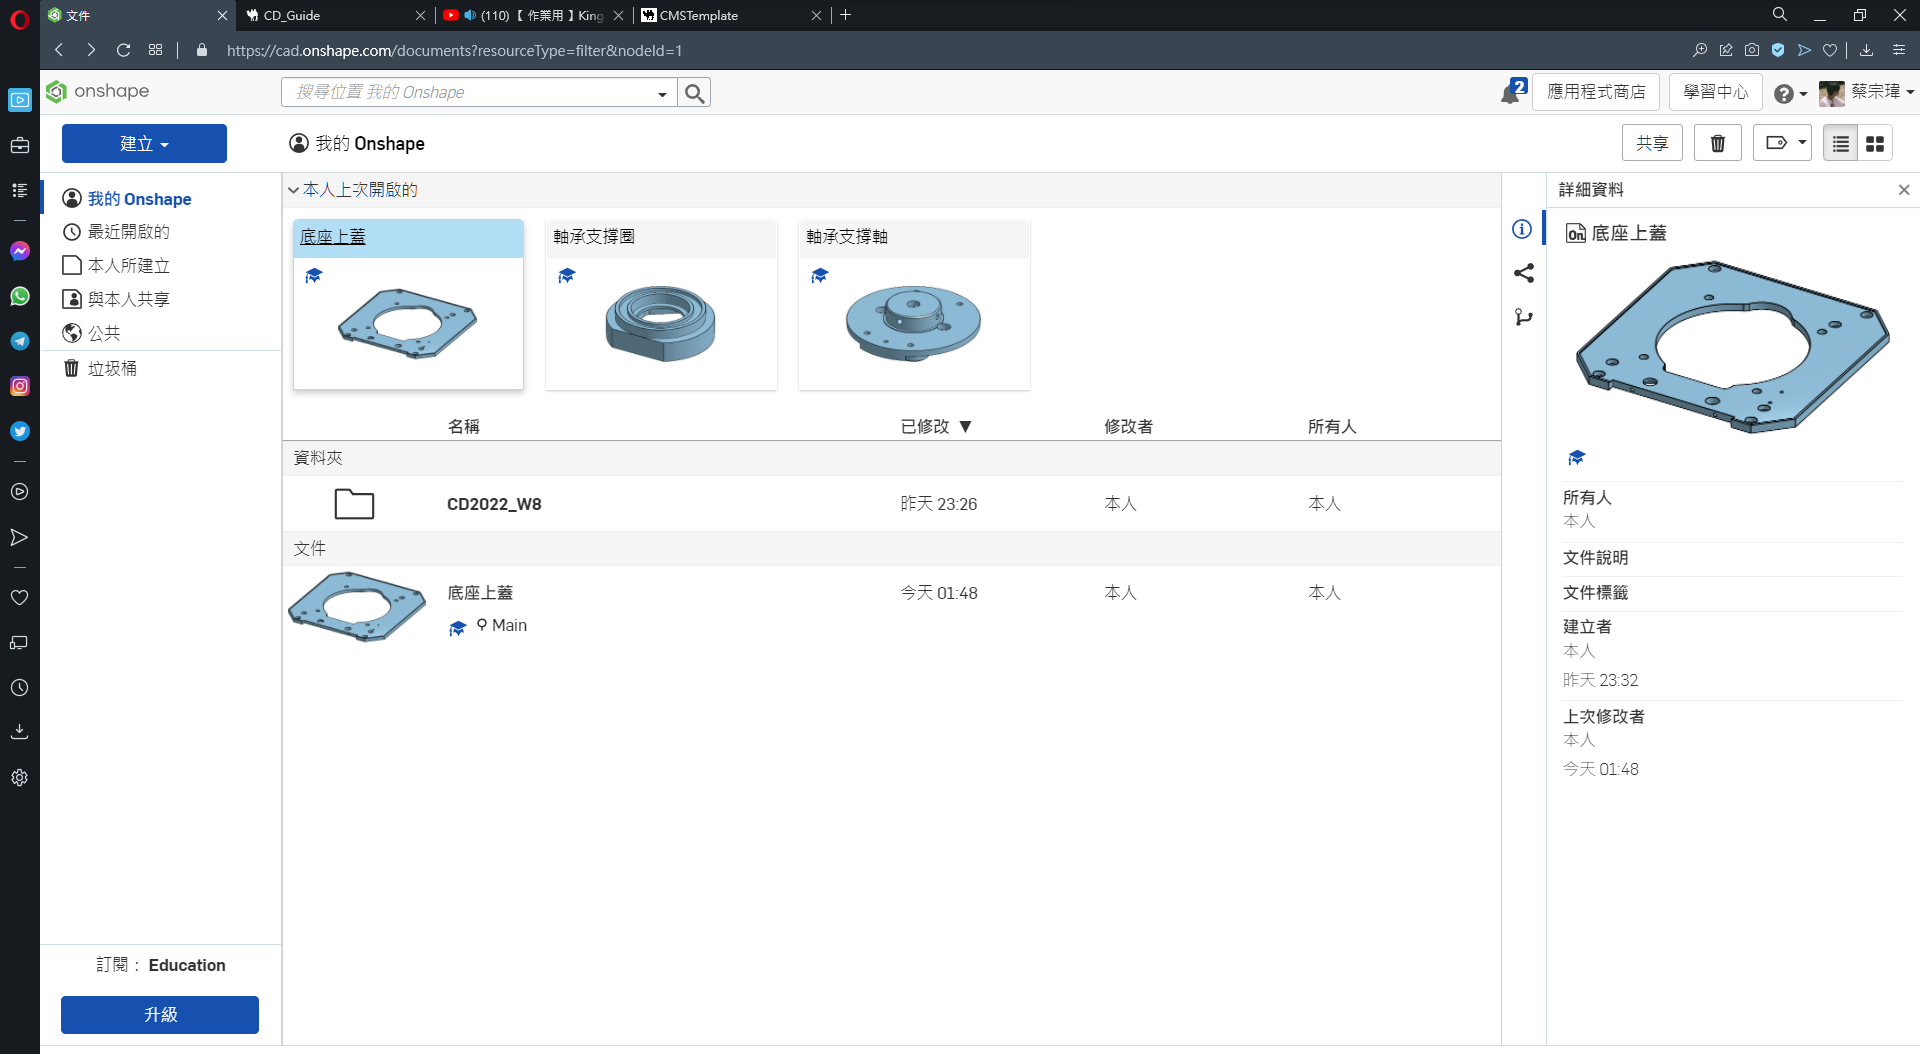 文件
CD_Guide
(110)【 作業用 】King
CMSTemplate
https://cad.onshape.com/documents?resourceType=filter&nodeId=1
onshape
搜尋位置 我的 Onshape
2
應用程式商店
學習中心
蔡宗瑋
建立
我的 Onshape
共享
我的 Onshape
最近開啟的
本人所建立
與本人共享
公共
垃圾桶
訂閱： Education
升級
本人上次開啟的
底座上蓋
軸承支撐圈
軸承支撐軸
名稱 已修改 ▼ 修改者 所有人
資料夾
CD2022_W8 昨天 23:26 本人 本人
文件
底座上蓋 今天 01:48 本人 本人
Main
詳細資料
On 底座上蓋
所有人
本人
文件說明
文件標籤
建立者
本人
昨天 23:32
上次修改者
本人
今天 01:48